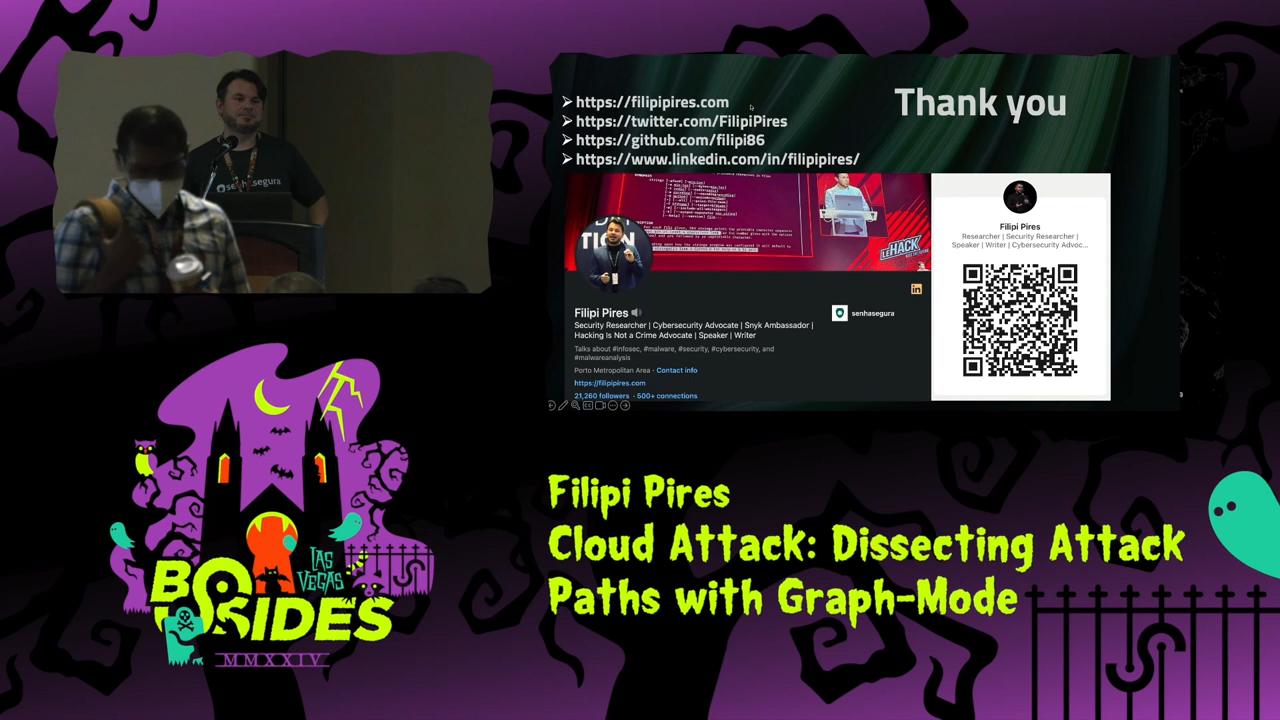 senhasegura
https://filipipires.com
https://twitter.com/FilipiPires
https://github.com/filipi86
https://www.linkedin.com/in/filipipires/
Thank you
LEHACK
Filipi Pires
Security Researcher | Cybersecurity Advocate | Snyk Ambassador |
Hacking Is Not a Crime Advocate | Speaker | Writer
Talks about #infosec, #malware, #security, #cybersecurity, and
#malwareanalysis
Porto Metropolitan Area · Contact info
https://filipipires.com
21,260 followers · 500+ connections
in
senhasegura
Filipi Pires
Researcher | Security Researcher |
Speaker | Writer | Cybersecurity Advoc...
LAS
VEGAS
BSIDES
MMXXIV
Filipi Pires
Cloud Attack: Dissecting Attack
Paths with Graph-Mode